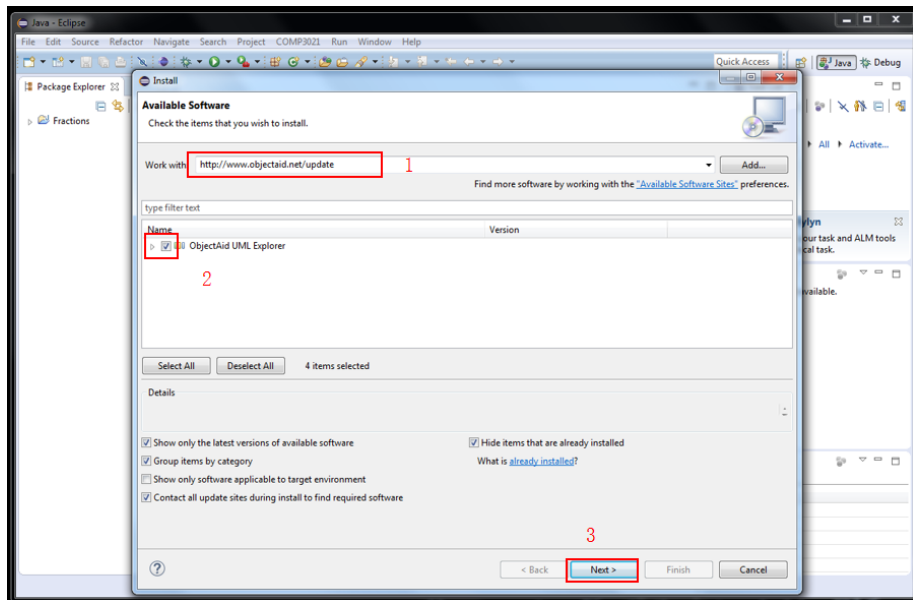 Java - Eclipse
File Edit Source Refactor Navigate Search Project COMP3021 Run Window Help
Quick Access Java Debug
Package Explorer
Fractions
Install
Available Software
Check the items that you wish to install.
All Activate...
Work with http://www.objectaid.net/update 1 Add...
Find more software by working with the "Available Software Sites" preferences.
type filter text
Name Version
ObjectAid UML Explorer
2
our task and ALM tools
cal task.
vailable.
Select All Deselect All 4 items selected
Details
Show only the latest versions of available software
Hide items that are already installed
Group items by category
What is already installed?
Show only software applicable to target environment
Contact all update sites during install to find required software
3
? < Back Next > Finish Cancel